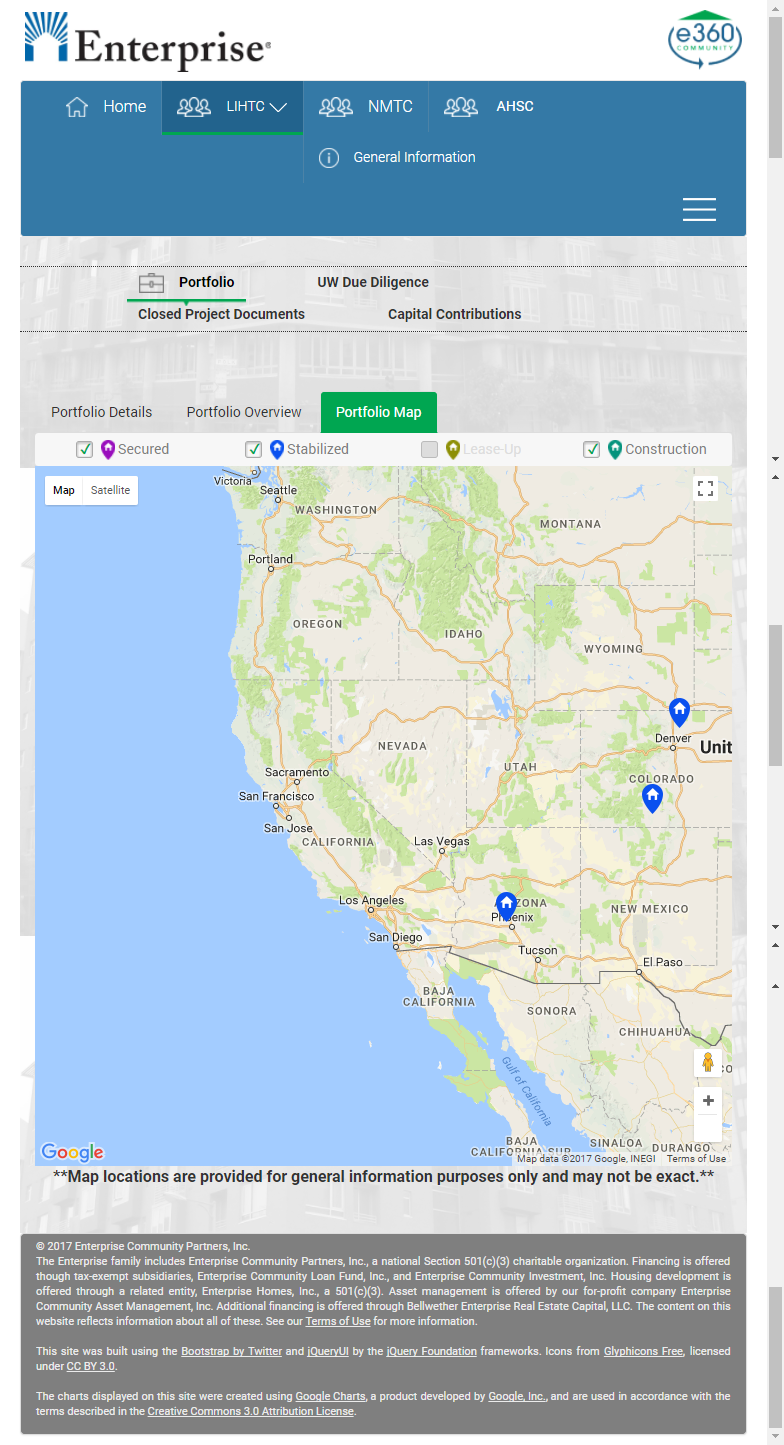 Enterprise®
e360
COMMUNITY
Home
LIHTC
NMTC
AHSC
General Information
Portfolio
UW Due Diligence
Closed Project Documents
Capital Contributions
Portfolio Details
Portfolio Overview
Portfolio Map
Secured
Stabilized
Lease-Up
Construction
Map
Satellite
Victoria
Seattle
WASHINGTON
MONTANA
Portland
OREGON
IDAHO
WYOMING
Denver
Unit
NEVADA
UTAH
COLORADO
Sacramento
San Francisco
San Jose
CALIFORNIA
Las Vegas
Los Angeles
ZONA
NEW MEXICO
Ph enix
San Diego
Tucson
El Paso
BAJA
CALIFORNIA
SONORA
CHIHUAHUA
CO
Gulf of California
BAJA
CALIFORNIA SUR
SINALOA
DURANGO
Google
Map data ©2017 Google, INEGI
Terms of Use
**Map locations are provided for general information purposes only and may not be exact.**
© 2017 Enterprise Community Partners, Inc.
The Enterprise family includes Enterprise Community Partners, Inc., a national Section 501(c)(3) charitable organization. Financing is offered
though tax-exempt subsidiaries, Enterprise Community Loan Fund, Inc., and Enterprise Community Investment, Inc. Housing development is
offered through a related entity, Enterprise Homes, Inc., a 501(c)(3). Asset management is offered by our for-profit company Enterprise
Community Asset Management, Inc. Additional financing is offered through Bellwether Enterprise Real Estate Capital, LLC. The content on this
website reflects information about all of these. See our Terms of Use for more information.
This site was built using the Bootstrap by Twitter and jQueryUI by the jQuery Foundation frameworks. Icons from Glyphicons Free, licensed
under CC BY 3.0.
The charts displayed on this site were created using Google Charts, a product developed by Google, Inc., and are used in accordance with the
terms described in the Creative Commons 3.0 Attribution License.